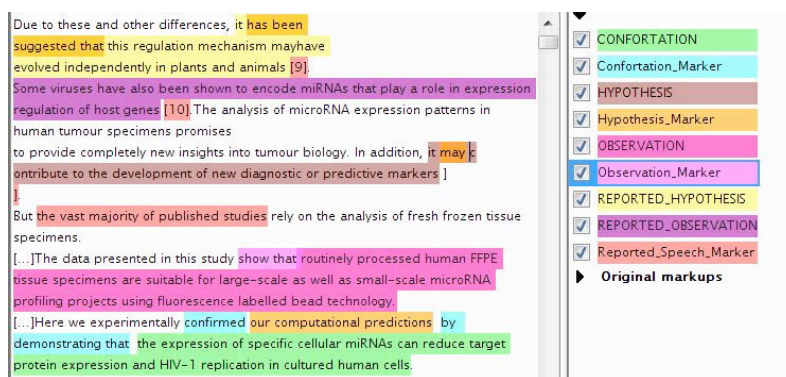 Due to these and other differences, it has been
suggested that this regulation mechanism mayhave
evolved independently in plants and animals [9].
Some viruses have also been shown to encode miRNAs that play a role in expression
regulation of host genes [10].The analysis of microRNA expression patterns in
human tumour specimens promises
to provide completely new insights into tumour biology. In addition, it may c
ontribute to the development of new diagnostic or predictive markers ]
].
But the vast majority of published studies rely on the analysis of fresh frozen tissue
specimens.
[...]The data presented in this study show that routinely processed human FFPE
tissue specimens are suitable for large-scale as well as small-scale microRNA
profiling projects using fluorescence labelled bead technology.
[...]Here we experimentally confirmed our computational predictions by
demonstrating that the expression of specific cellular miRNAs can reduce target
protein expression and HIV-1 replication in cultured human cells.
CONFORTATION
Confortation_Marker
HYPOTHESIS
Hypothesis_Marker
OBSERVATION
Observation_Marker
REPORTED_HYPOTHESIS
REPORTED_OBSERVATION
Reported_Speech_Marker
Original markups